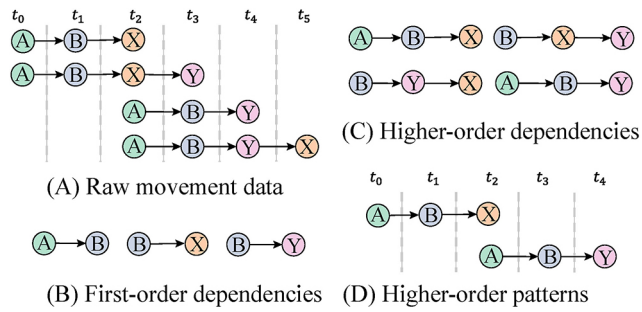 t0 t1 t2 t3 t4 t5
A B X
A B X Y
A B Y
A B Y X
(A) Raw movement data
A B B X B Y
(B) First-order dependencies
A B X B X Y
B Y X A B Y
(C) Higher-order dependencies
t0 t1 t2 t3 t4
A B X
A B Y
(D) Higher-order patterns